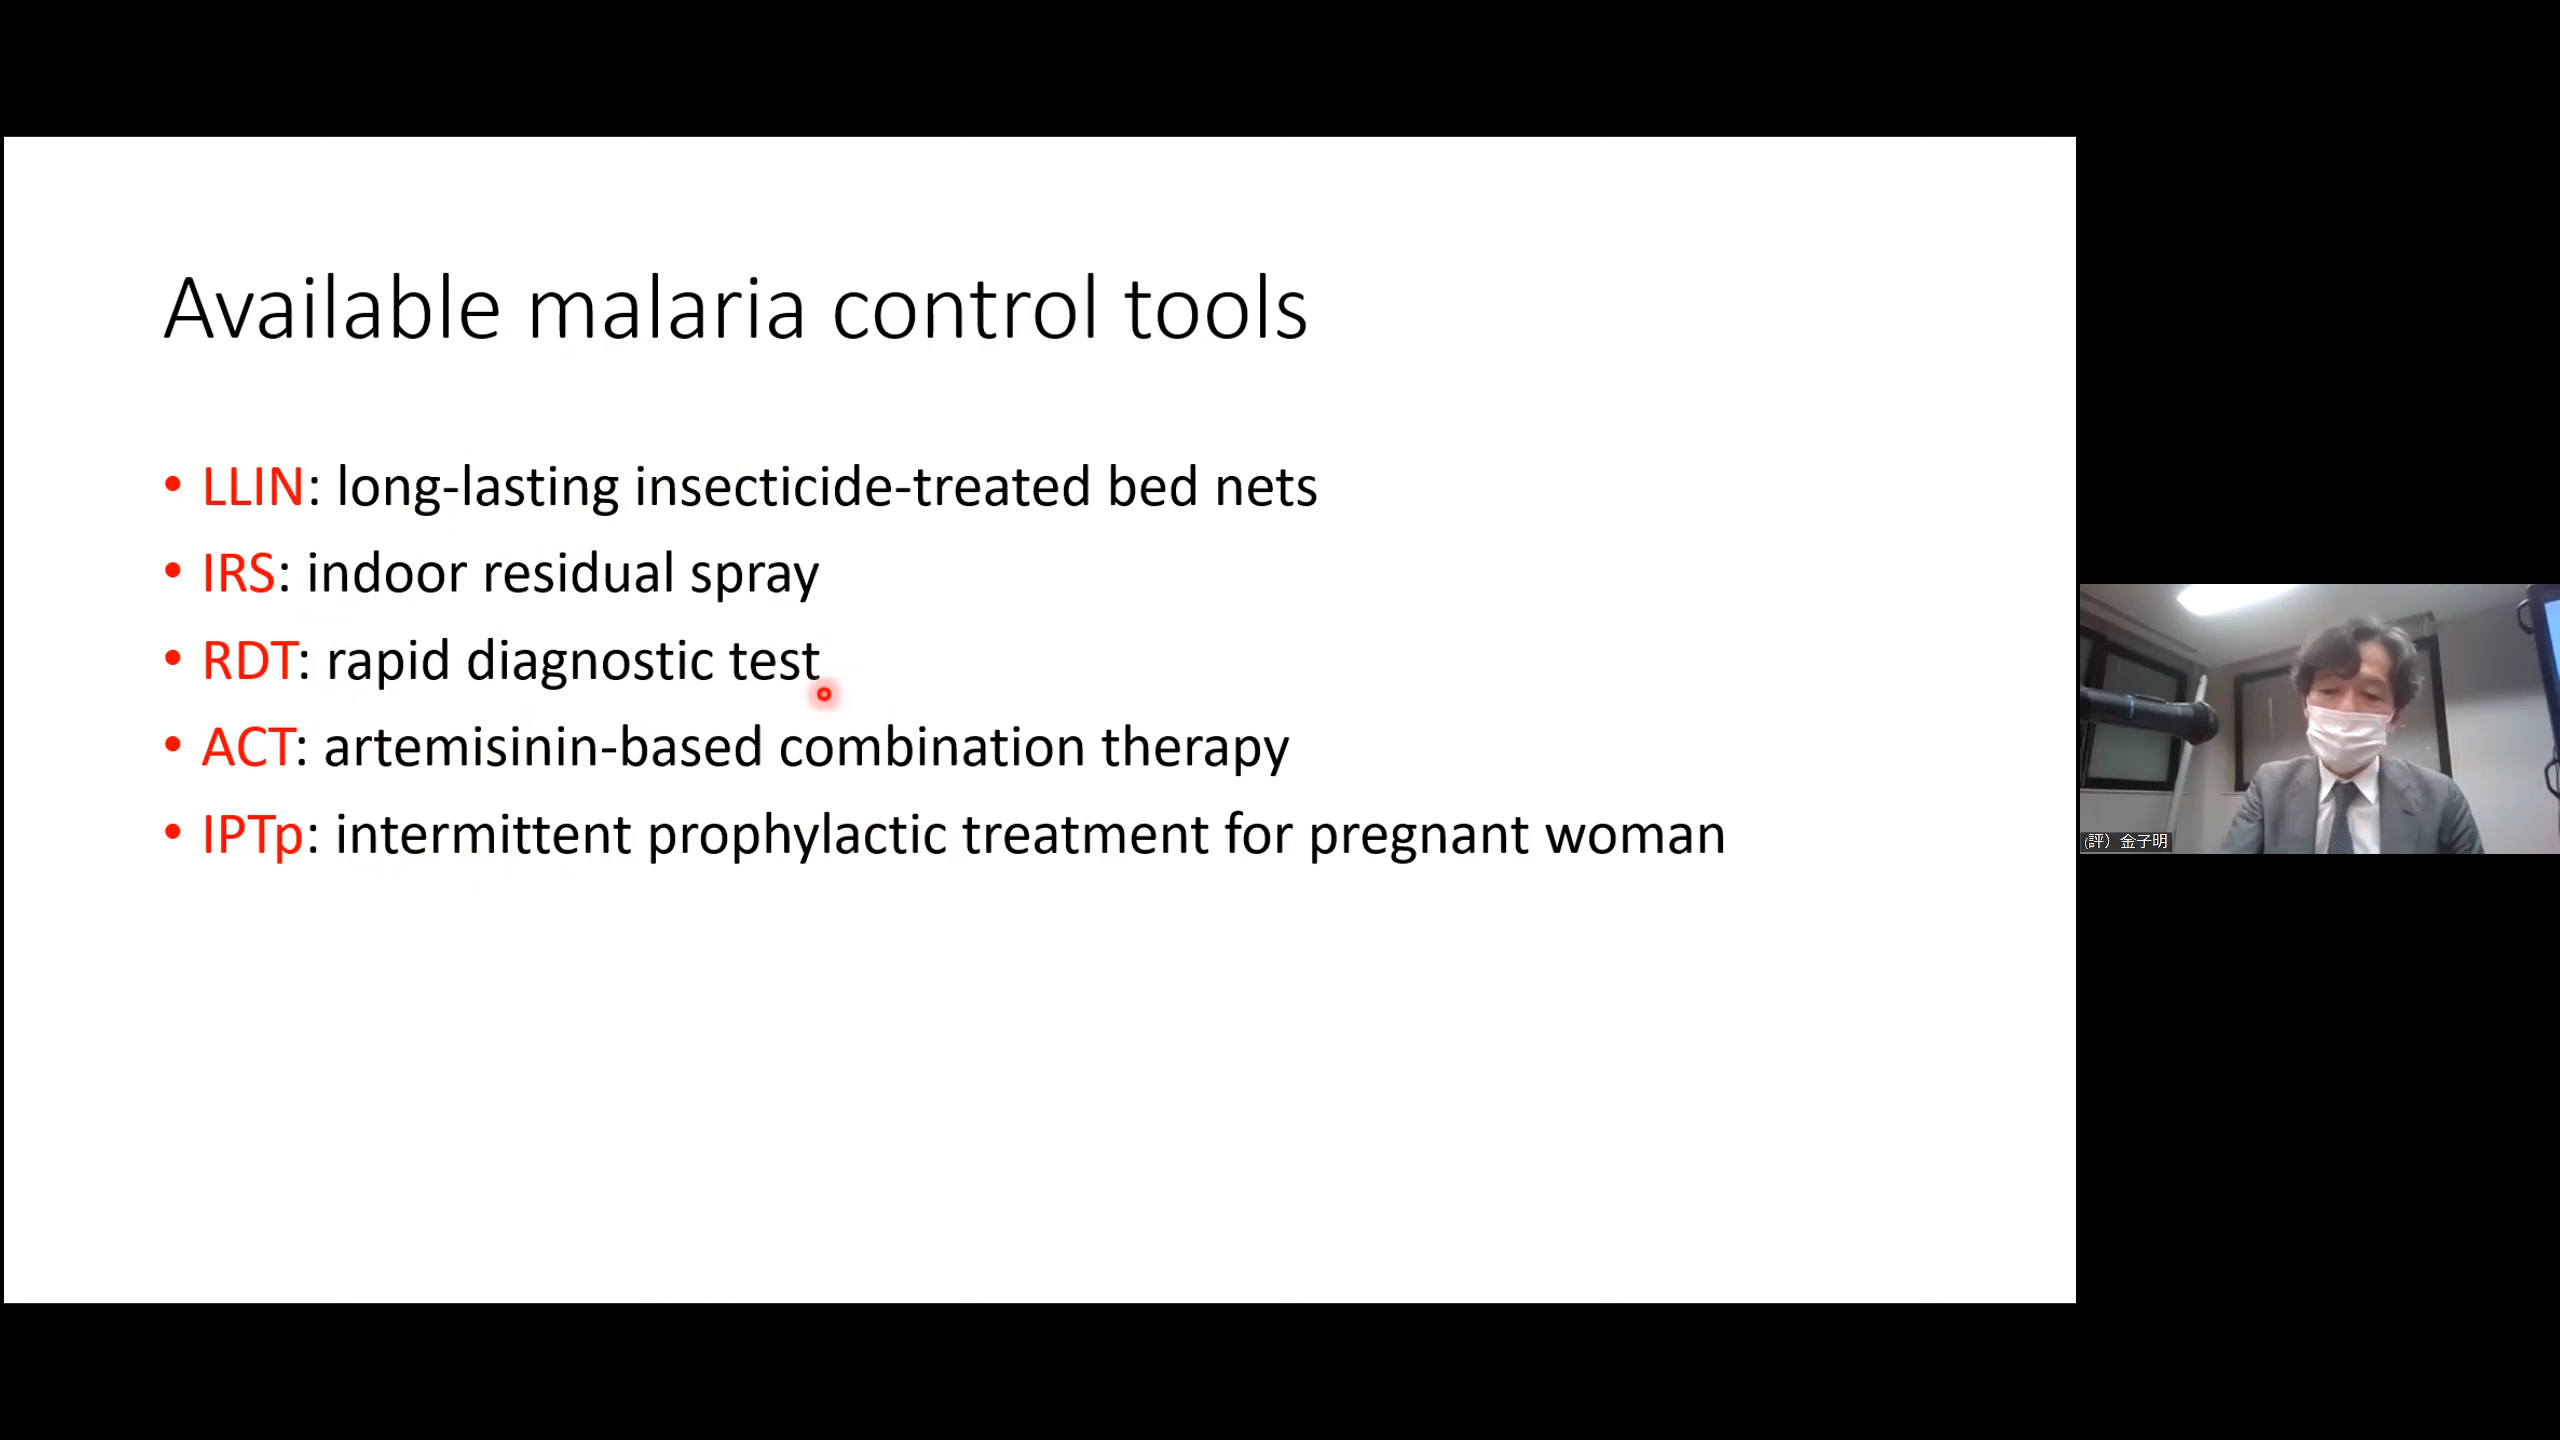 Available malaria control tools
• LLIN: long-lasting insecticide-treated bed nets
• IRS: indoor residual spray
• RDT: rapid diagnostic test
• ACT: artemisinin-based combination therapy
• IPTp: intermittent prophylactic treatment for pregnant woman
(評）金子明